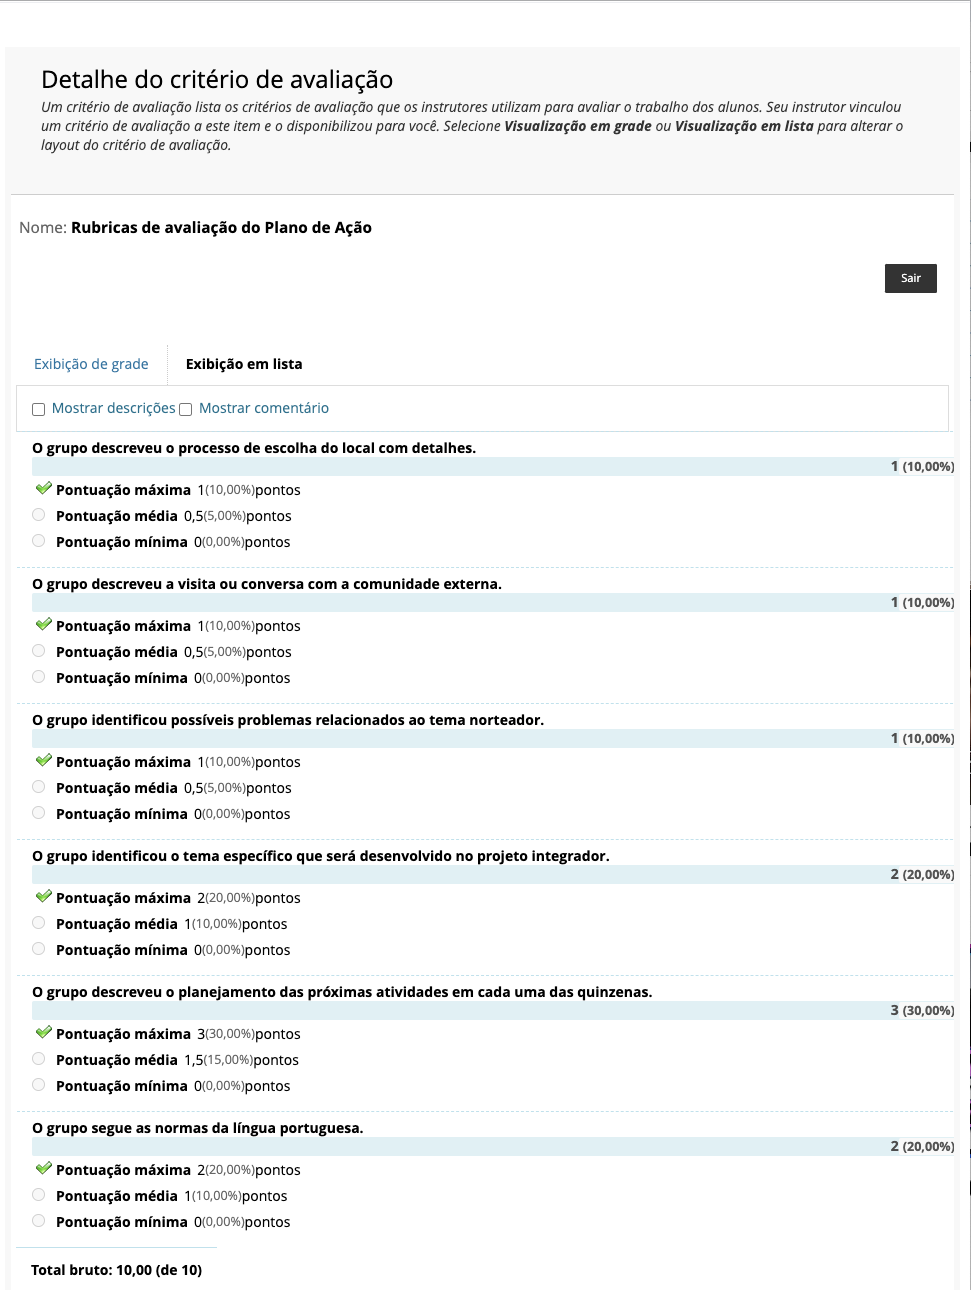 Detalhe do critério de avaliação
Um critério de avaliação lista os critérios de avaliação que os instrutores utilizam para avaliar o trabalho dos alunos. Seu instrutor vinculou
um critério de avaliação a este item e o disponibilizou para você. Selecione Visualização em grade ou Visualização em lista para alterar o
layout do critério de avaliação.
Nome: Rubricas de avaliação do Plano de Ação
Sair
Exibição de grade Exibição em lista
Mostrar descrições Mostrar comentário
O grupo descreveu o processo de escolha do local com detalhes.
1 (10,00%)
Pontuação máxima 1(10,00%)pontos
Pontuação média 0,5(5,00%)pontos
Pontuação mínima 0(0,00%)pontos
O grupo descreveu a visita ou conversa com a comunidade externa.
1 (10,00%)
Pontuação máxima 1(10,00%)pontos
Pontuação média 0,5(5,00%)pontos
Pontuação mínima 0(0,00%)pontos
O grupo identificou possíveis problemas relacionados ao tema norteador.
1 (10,00%)
Pontuação máxima 1(10,00%)pontos
Pontuação média 0,5(5,00%)pontos
Pontuação mínima 0(0,00%)pontos
O grupo identificou o tema específico que será desenvolvido no projeto integrador.
2 (20,00%)
Pontuação máxima 2(20,00%)pontos
Pontuação média 1(10,00%)pontos
Pontuação mínima 0(0,00%)pontos
O grupo descreveu o planejamento das próximas atividades em cada uma das quinzenas.
3 (30,00%)
Pontuação máxima 3(30,00%)pontos
Pontuação média 1,5(15,00%)pontos
Pontuação mínima 0(0,00%)pontos
O grupo segue as normas da língua portuguesa.
2 (20,00%)
Pontuação máxima 2(20,00%)pontos
Pontuação média 1(10,00%)pontos
Pontuação mínima 0(0,00%)pontos
Total bruto: 10,00 (de 10)